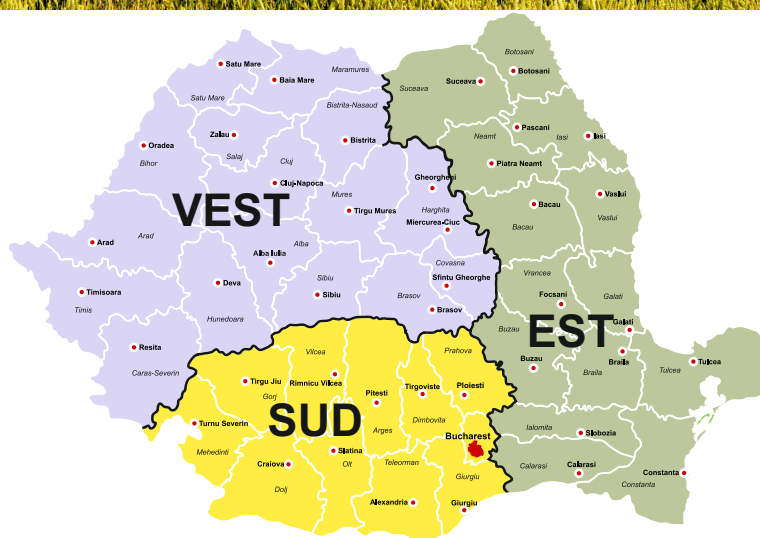 Botosani
Botosani
Satu Mare
Maramures
Baia Mare
Suceava
Suceava
Satu Mare
Bistrita-Nasaud
Pascani
Zalau
Iasi
Iasi
Neamt
Bistrita
Oradea
Salaj
Cluj
Bihor
Piatra Neamt
Gheorgheni
Cluj-Napoca
Vaslui
Mures
VEST
Bacau
Tirgu Mures
Harghita
Vaslui
Miercurea-Ciuc
Bacau
Arad
Arad
Alba
Alba Iulia
Covasna
Vrancea
Sibiu
Sfintu Gheorghe
Deva
Timisoara
Sibiu
Brasov
Focsani
Galati
Timis
Brasov
Hunedoara
Galati
EST
Buzau
Resita
Vilcea
Prahova
Braila
Tulcea
Buzau
Tulcea
Caras-Severin
Braila
Tirgu Jiu
Rimnicu Vilcea
Tirgoviste
Ploiesti
Pitesti
Gorj
SUD
Dimbovita
Turnu Severin
Arges
Ialomita
Slobozia
Bucharest
Mehedinti
Slatina
Craiova
Olt
Teleorman
Calarasi
Calarasi
Constanta
Giurgiu
Constanta
Dolj
Alexandria
Giurgiu